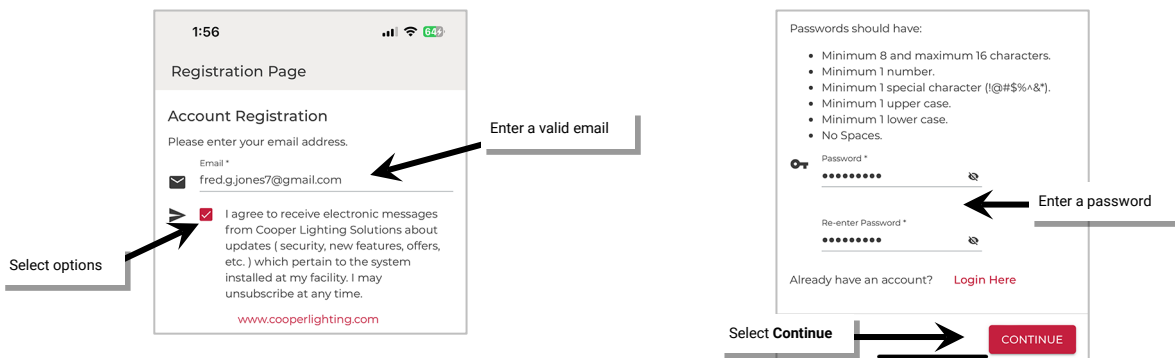 1:56
64
Registration Page
Account Registration
Please enter your email address.
Email *
fred.g.jones7@gmail.com
I agree to receive electronic messages
from Cooper Lighting Solutions about
updates ( security, new features, offers,
etc. ) which pertain to the system
installed at my facility. I may
unsubscribe at any time.
www.cooperlighting.com
Enter a valid email
Select options
Passwords should have:
• Minimum 8 and maximum 16 characters.
• Minimum 1 number.
• Minimum 1 special character (!@#$%^&*).
• Minimum 1 upper case.
• Minimum 1 lower case.
• No Spaces.
Password *
•••••••••
Re-enter Password *
•••••••••
Enter a password
Already have an account? Login Here
Select Continue
CONTINUE